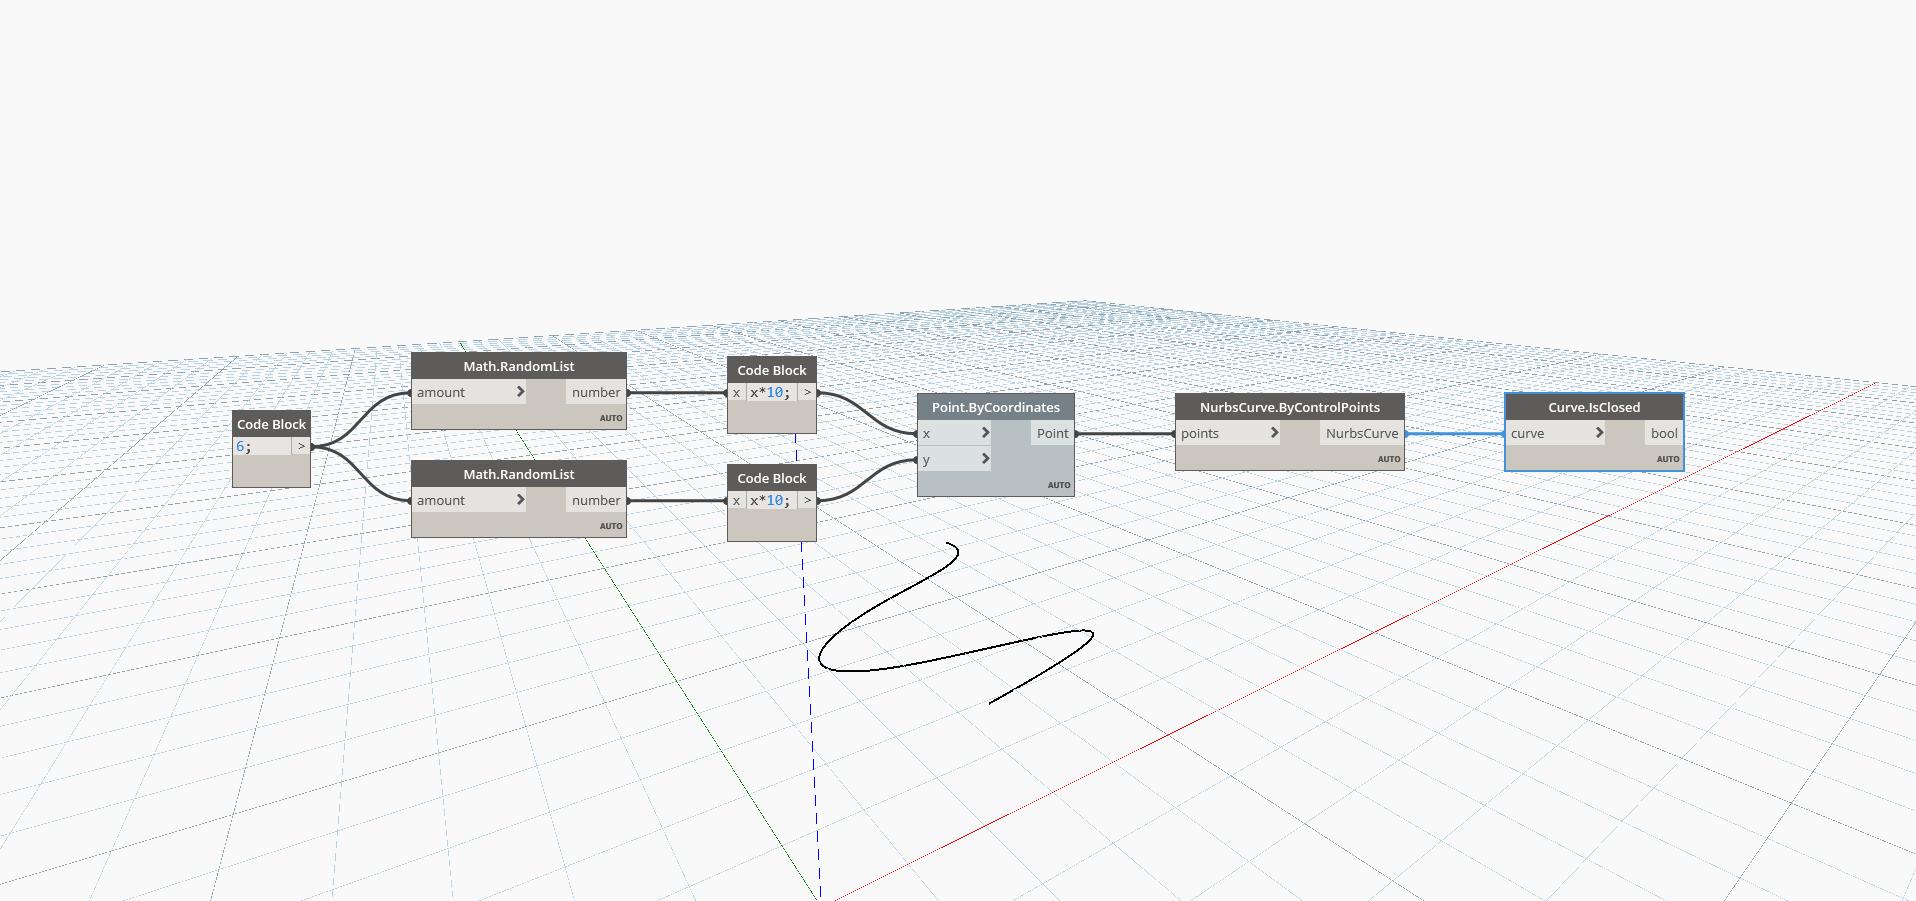 Code Block
6; >
Math.RandomList
amount > number
AUTO
Math.RandomList
amount > number
AUTO
Code Block
x x*10; >
Code Block
x x*10; >
Point.ByCoordinates
x > Point
y >
AUTO
NurbsCurve.ByControlPoints
points > NurbsCurve
AUTO
Curve.IsClosed
curve > bool
AUTO